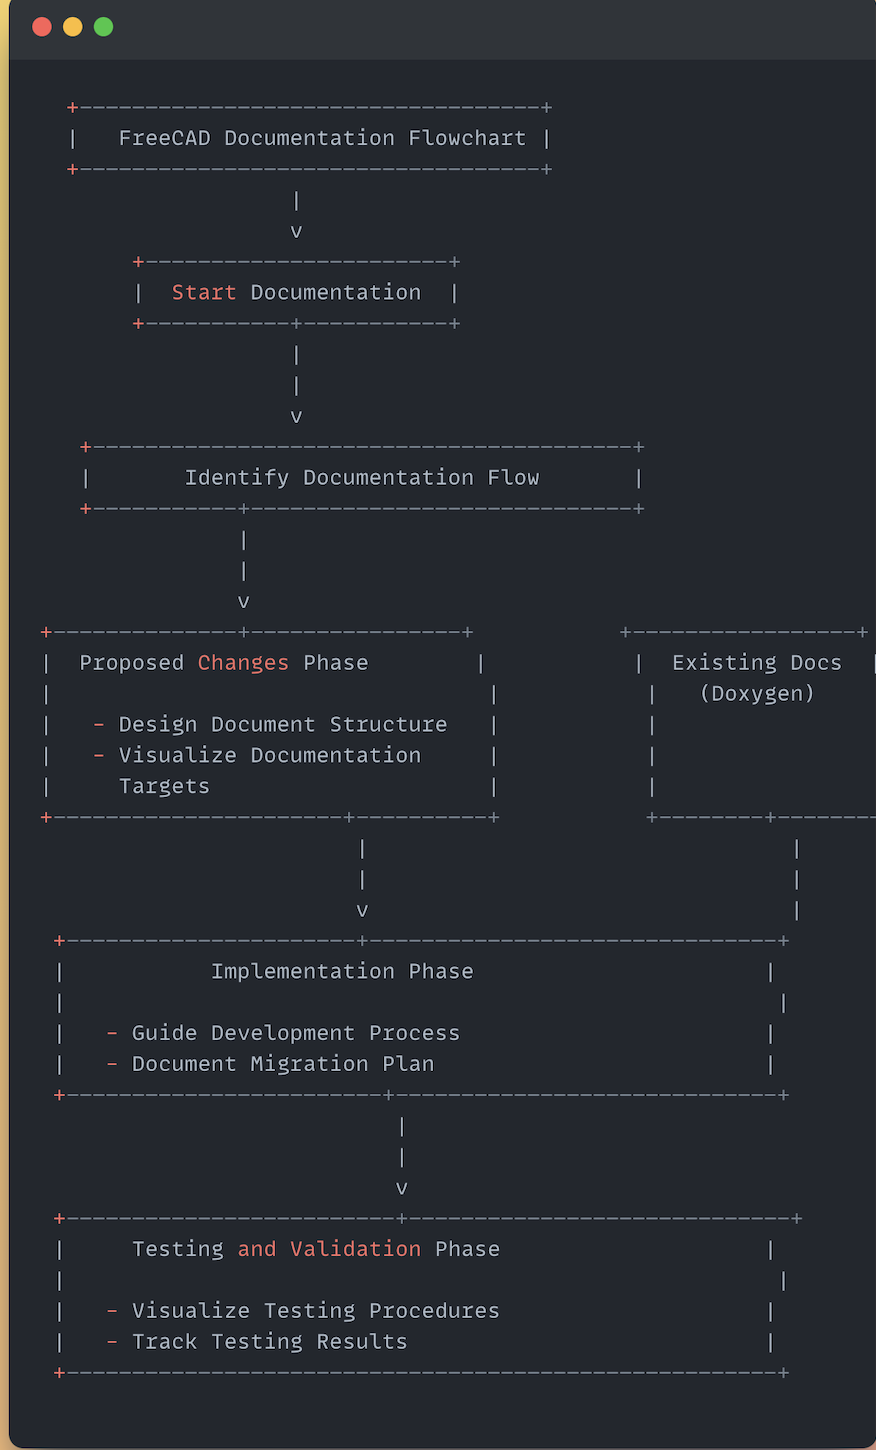 FreeCAD Documentation Flowchart
v
Start Documentation
v
Identify Documentation Flow
v
Proposed Changes Phase
- Design Document Structure
- Visualize Documentation
Targets
Existing Docs
(Doxygen)
v
Implementation Phase
- Guide Development Process
- Document Migration Plan
v
Testing and Validation Phase
- Visualize Testing Procedures
- Track Testing Results